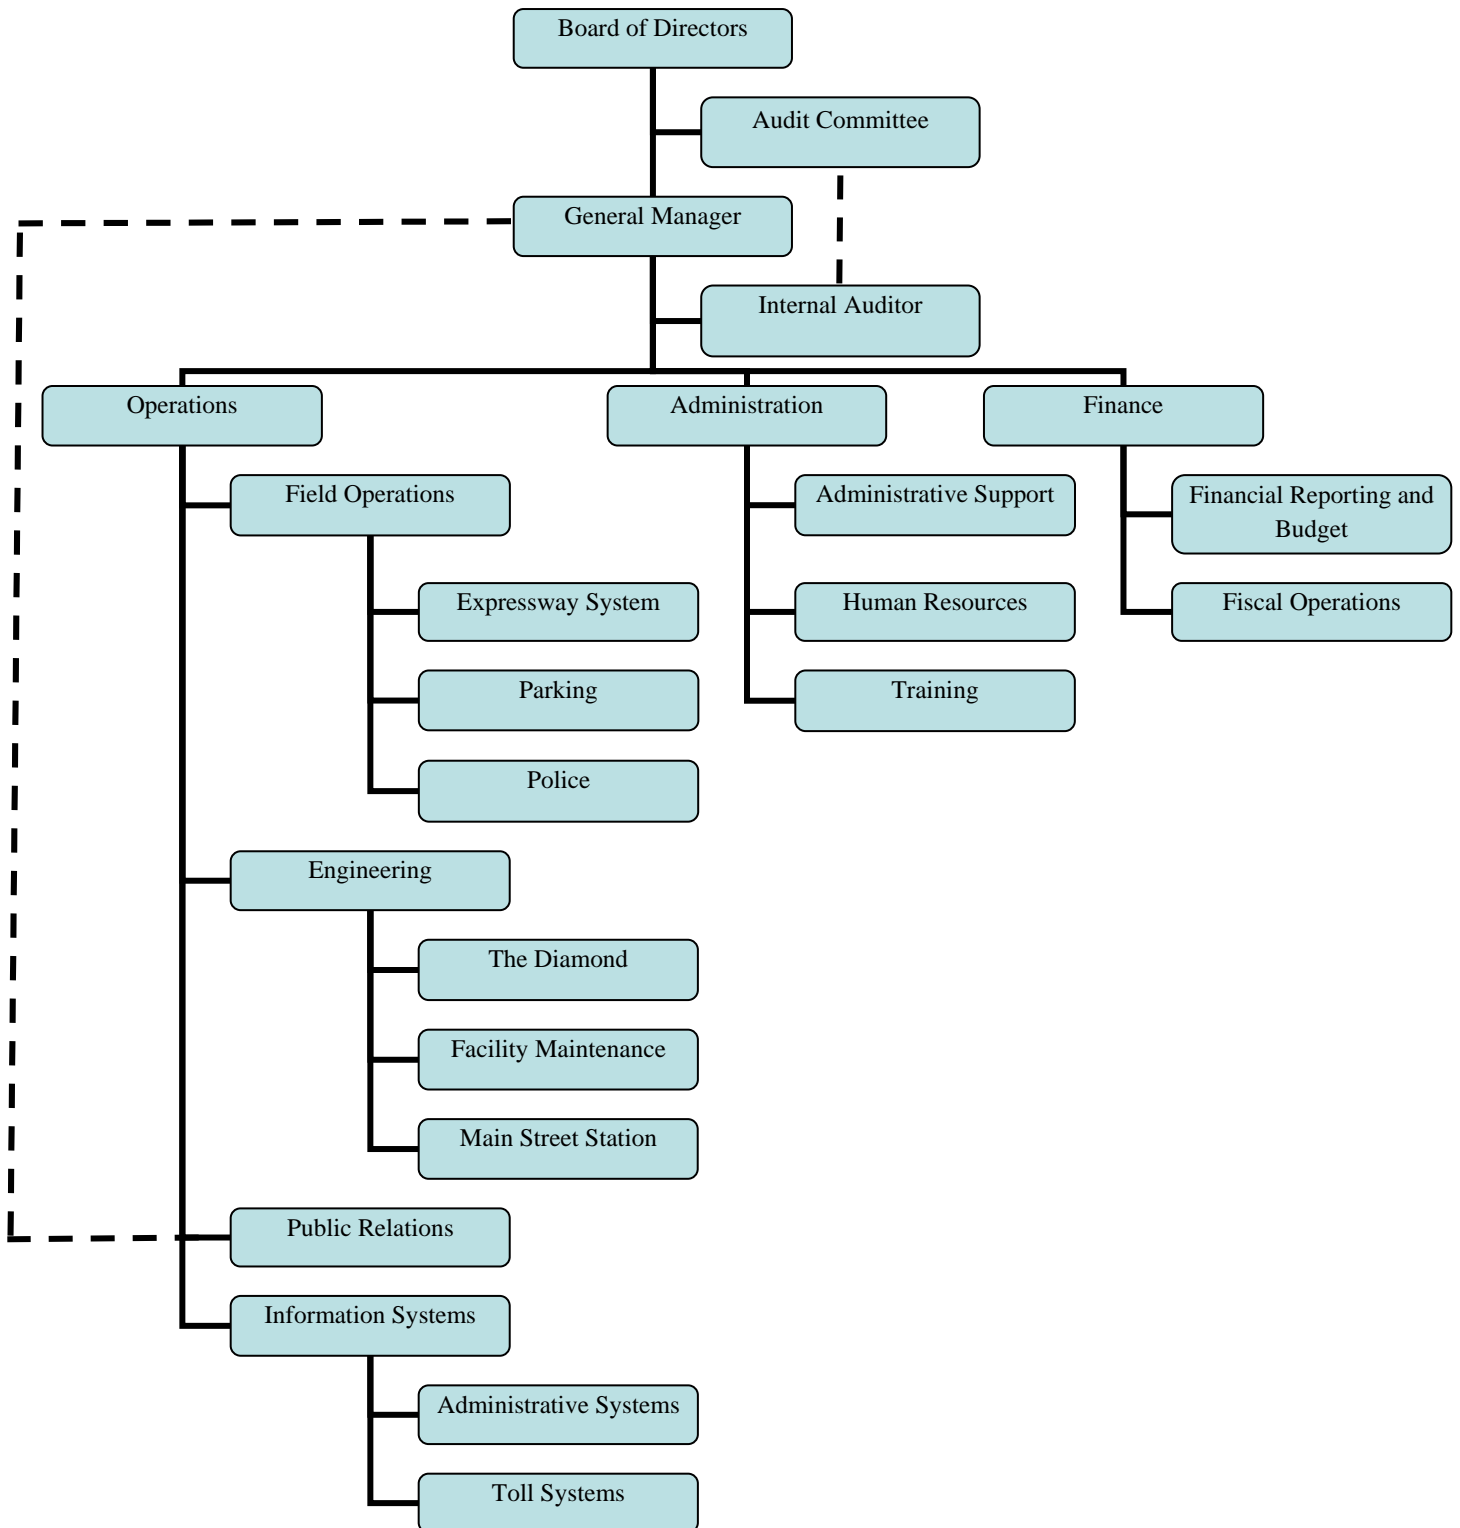 Board of Directors
Audit Committee
General Manager
Internal Auditor
Operations
Administration
Finance
Field Operations
Administrative Support
Financial Reporting and
Budget
Expressway System
Human Resources
Fiscal Operations
Parking
Training
Police
Engineering
The Diamond
Facility Maintenance
Main Street Station
Public Relations
Information Systems
Administrative Systems
Toll Systems